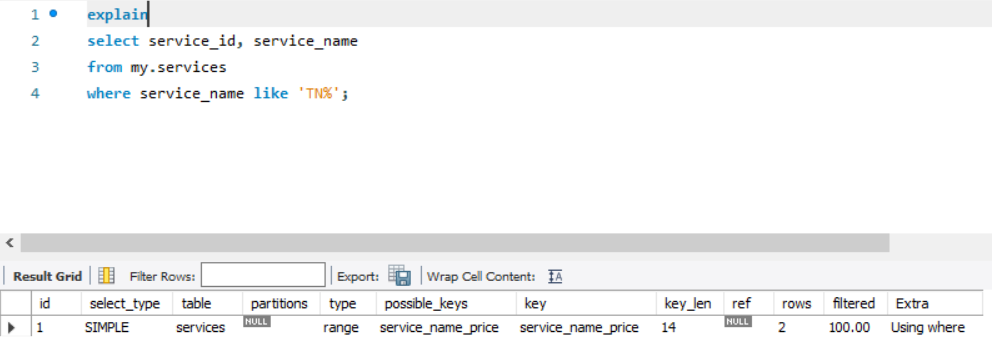 1 explain
2 select service_id, service_name
3 from my.services
4 where service_name like 'TN%';
Result Grid Filter Rows: Export: Wrap Cell Content: IA
id select_type table partitions type possible_keys key key_len ref rows filtered Extra
1 SIMPLE services NULL range service_name_price service_name_price 14 NULL 2 100.00 Using where